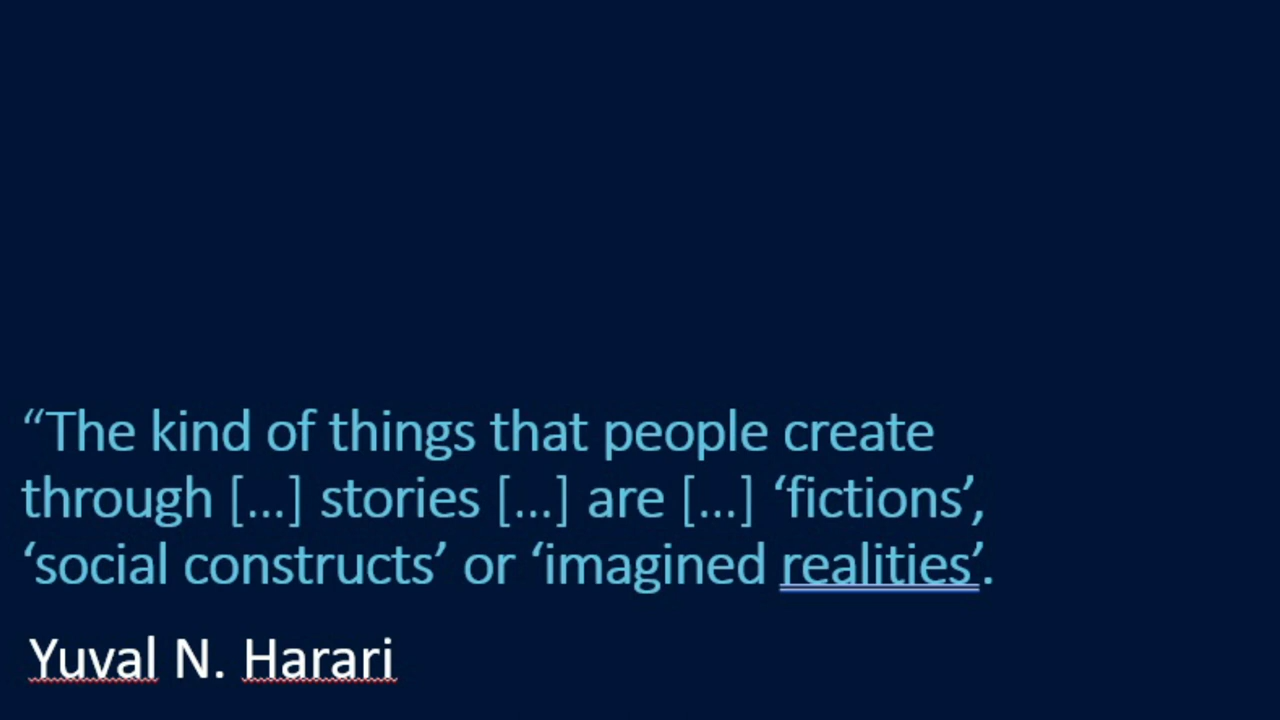 “The kind of things that people create
through [...] stories [...] are [...] ‘fictions’,
‘social constructs’ or ‘imagined realities’.
Yuval N. Harari